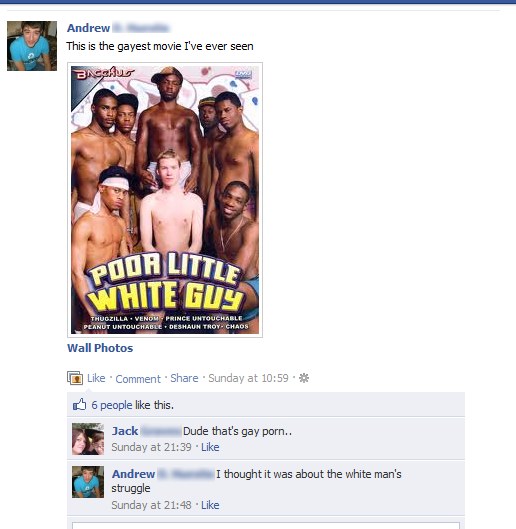 Andrew
This is the gayest movie I've ever seen
BACCHUS
DVD
POOR LITTLE
WHITE GUY
THUGZILLA • VENOM • PRINCE UNTOUCHABLE
PEANUT UNTOUCHABLE • DESHAUN TROY • CHAOS
Wall Photos
Like · Comment · Share · Sunday at 10:59 ·
6 people like this.
Jack Dude that's gay porn..
Sunday at 21:39 · Like
Andrew I thought it was about the white man's
struggle
Sunday at 21:48 · Like